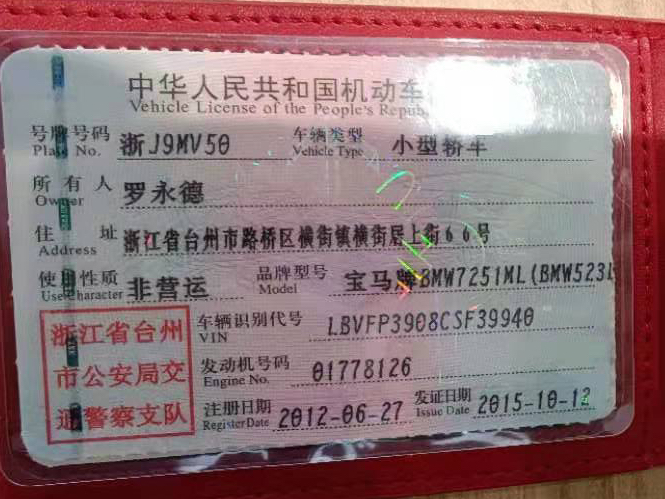 中华人民共和国机动车
Vehicle License of the People's Repub
号牌号码 浙J9MV50 车辆类型 小型轿车
Plate No. Vehicle Type
所有人 罗永德
Owner
住址 浙江省台州市路桥区横街镇横街居上街66号
Address
使用性质 非营运 品牌型号 宝马牌BMW7251ML(BMW523L
Use Character Model
浙江省台州
市公安局交
通警察支队
车辆识别代号 LBVFP3908CSF39940
VIN
发动机号码 01778126
Engine No.
注册日期 2012-06-27 发证日期 2015-10-12
Register Date Issue Date